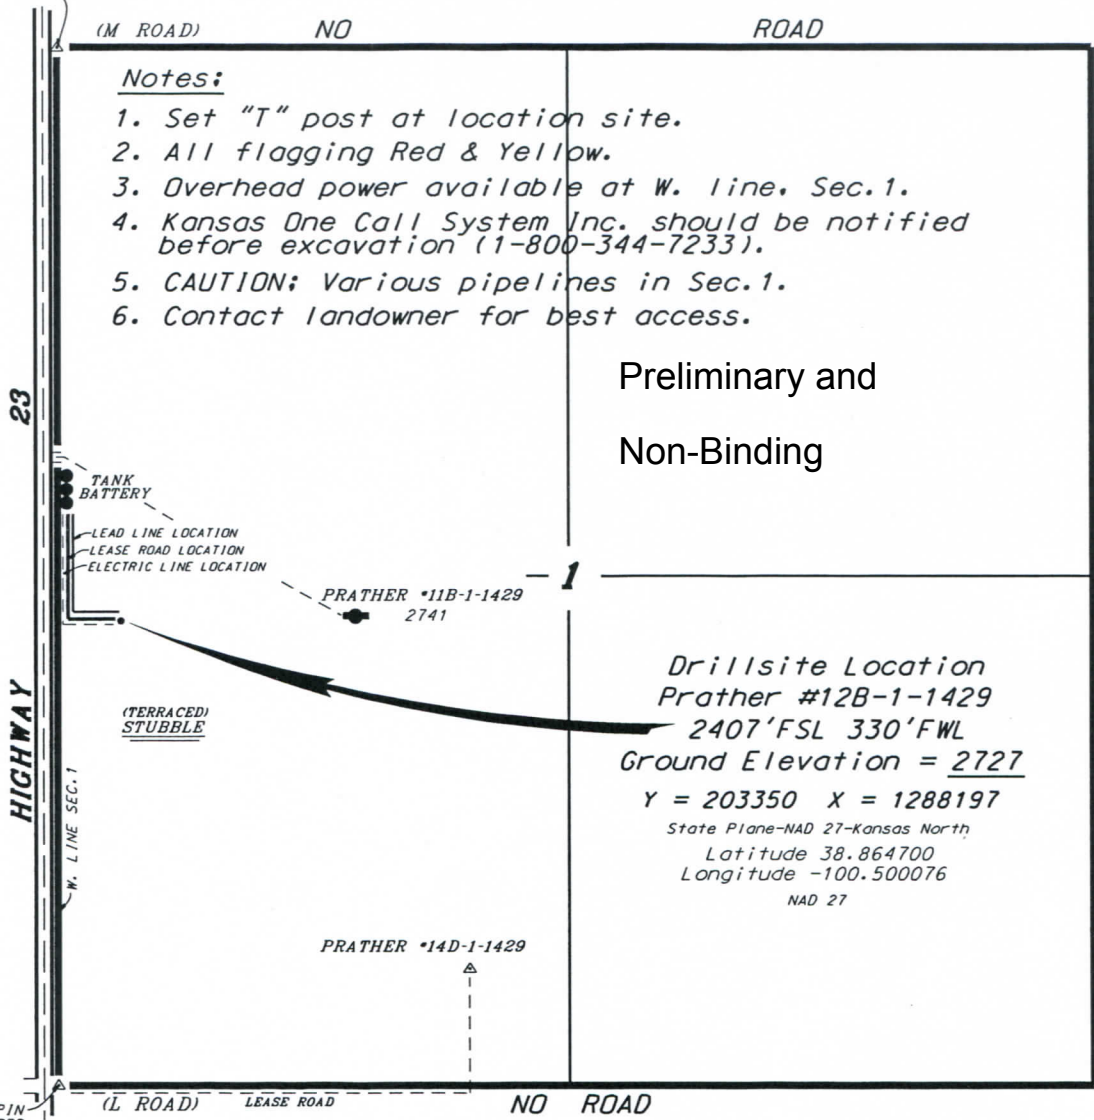 (M ROAD) NO ROAD
Notes:
1. Set "T" post at location site.
2. All flagging Red & Yellow.
3. Overhead power available at W. line, Sec.1.
4. Kansas One Call System Inc. should be notified
before excavation (1-800-344-7233).
5. CAUTION: Various pipelines in Sec.1.
6. Contact landowner for best access.
Preliminary and
Non-Binding
23
HIGHWAY
TANK
BATTERY
LEAD LINE LOCATION
LEASE ROAD LOCATION
ELECTRIC LINE LOCATION
1
PRATHER #11B-1-1429
2741
(TERRACED)
STUBBLE
W. LINE SEC.1
Drillsite Location
Prather #12B-1-1429
2407'FSL 330'FWL
Ground Elevation = 2727
Y = 203350 X = 1288197
State Plane-NAD 27-Kansas North
Latitude 38.864700
Longitude -100.500076
NAD 27
PRATHER #14D-1-1429
PIN
(L ROAD) LEASE ROAD NO ROAD